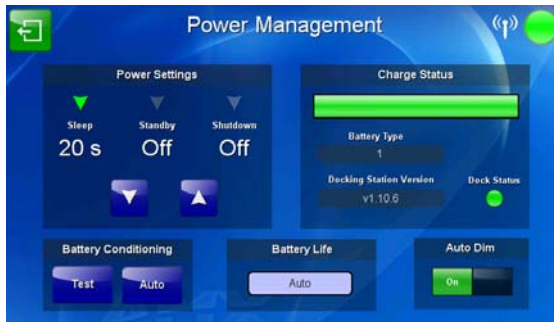 Power Management
Power Settings
Sleep Standby Shutdown
20 s Off Off
Charge Status
Battery Type
1
Docking Station Version Dock Status
v1.10.6
Battery Conditioning
Test Auto
Battery Life
Auto
Auto Dim
On